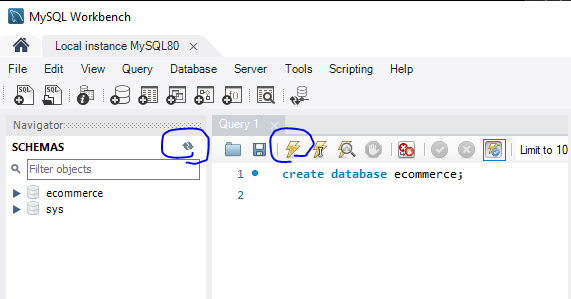 MySQL Workbench
Local instance MySQL80 ×
File Edit View Query Database Server Tools Scripting Help
Navigator
Query 1 ×
SCHEMAS
Filter objects
Limit to 10
1 create database ecommerce;
ecommerce
2
sys